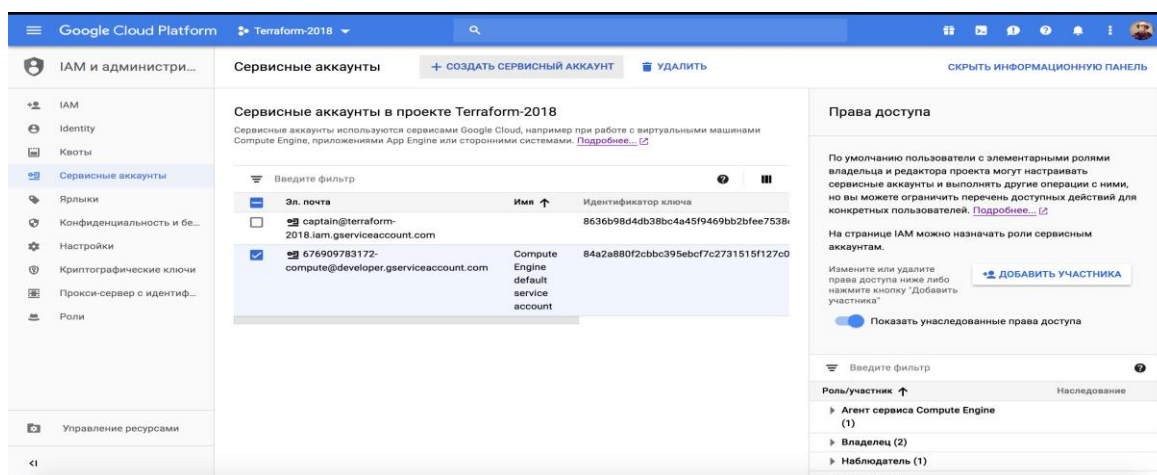 Google Cloud Platform
Terraform-2018
IAM и администри...
Сервисные аккаунты
+ СОЗДАТЬ СЕРВИСНЫЙ АККАУНТ
УДАЛИТЬ
СКРЫТЬ ИНФОРМАЦИОННУЮ ПАНЕЛЬ
IAM
Identity
Квоты
Сервисные аккаунты
Ярлыки
Конфиденциальность и бе...
Настройки
Криптографические ключи
Прокси-сервер с идентиф...
Роли
Управление ресурсами
Сервисные аккаунты в проекте Terraform-2018
Сервисные аккаунты используются сервисами Google Cloud, например при работе с виртуальными машинами
Compute Engine, приложениями App Engine или сторонними системами. Подробнее...
Введите фильтр
Эл. почта
Имя
Идентификатор ключа
captain@terraform-
2018.iam.gserviceaccount.com
8636b98d4db38bc4a45f9469bb2bfee7538
676909783172-
compute@developer.gserviceaccount.com
Compute
Engine
default
service
account
84a2a880f2cbbc395ebcf7c2731515f127c0
Права доступа
По умолчанию пользователи с элементарными ролями
владельца и редактора проекта могут настраивать
сервисные аккаунты и выполнять другие операции с ними,
но вы можете ограничить перечень доступных действий для
конкретных пользователей. Подробнее...
На странице IAM можно назначать роли сервисным
аккаунтам.
Измените или удалите
права доступа ниже либо
нажмите кнопку "Добавить
участника"
ДОБАВИТЬ УЧАСТНИКА
Показать унаследованные права доступа
Введите фильтр
Роль/участник
Наследование
Агент сервиса Compute Engine
(1)
Владелец (2)
Наблюдатель (1)